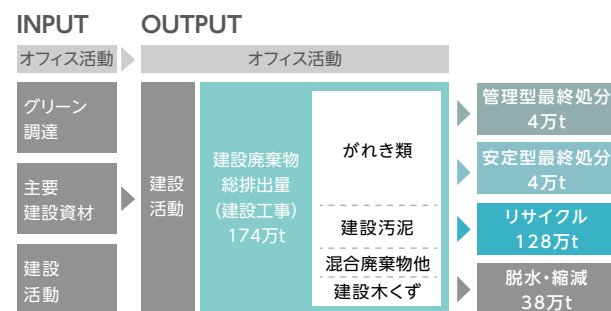 INPUT
OUTPUT
オフィス活動
オフィス活動
グリーン
調達
主要
建設資材
建設
活動
建設
活動
建設廃棄物
総排出量
(建設工事)
174万t
がれき類
建設汚泥
混合廃棄物他
建設木くず
管理型最終処分
4万t
安定型最終処分
4万t
リサイクル
128万t
脱水・縮減
38万t